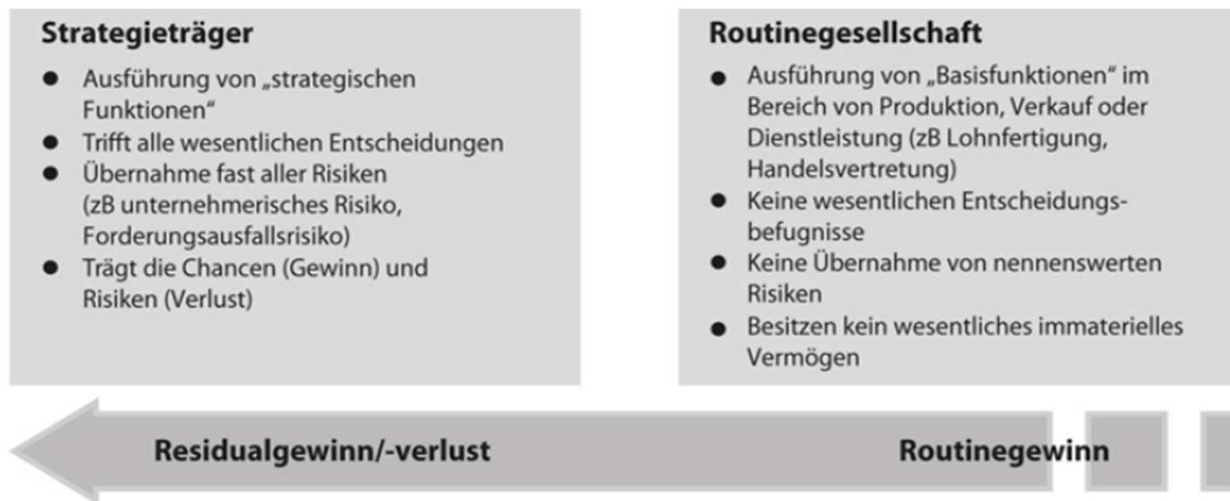 Strategieträger
● Ausführung von „strategischen
Funktionen“
● Trifft alle wesentlichen Entscheidungen
● Übernahme fast aller Risiken
(zB unternehmerisches Risiko,
Forderungsausfallsrisiko)
● Trägt die Chancen (Gewinn) und
Risiken (Verlust)
Routinegesellschaft
● Ausführung von „Basisfunktionen“ im
Bereich von Produktion, Verkauf oder
Dienstleistung (zB Lohnfertigung,
Handelsvertretung)
● Keine wesentlichen Entscheidungs-
befugnisse
● Keine Übernahme von nennenswerten
Risiken
● Besitzen kein wesentliches immaterielles
Vermögen
Residualgewinn/-verlust
Routinegewinn